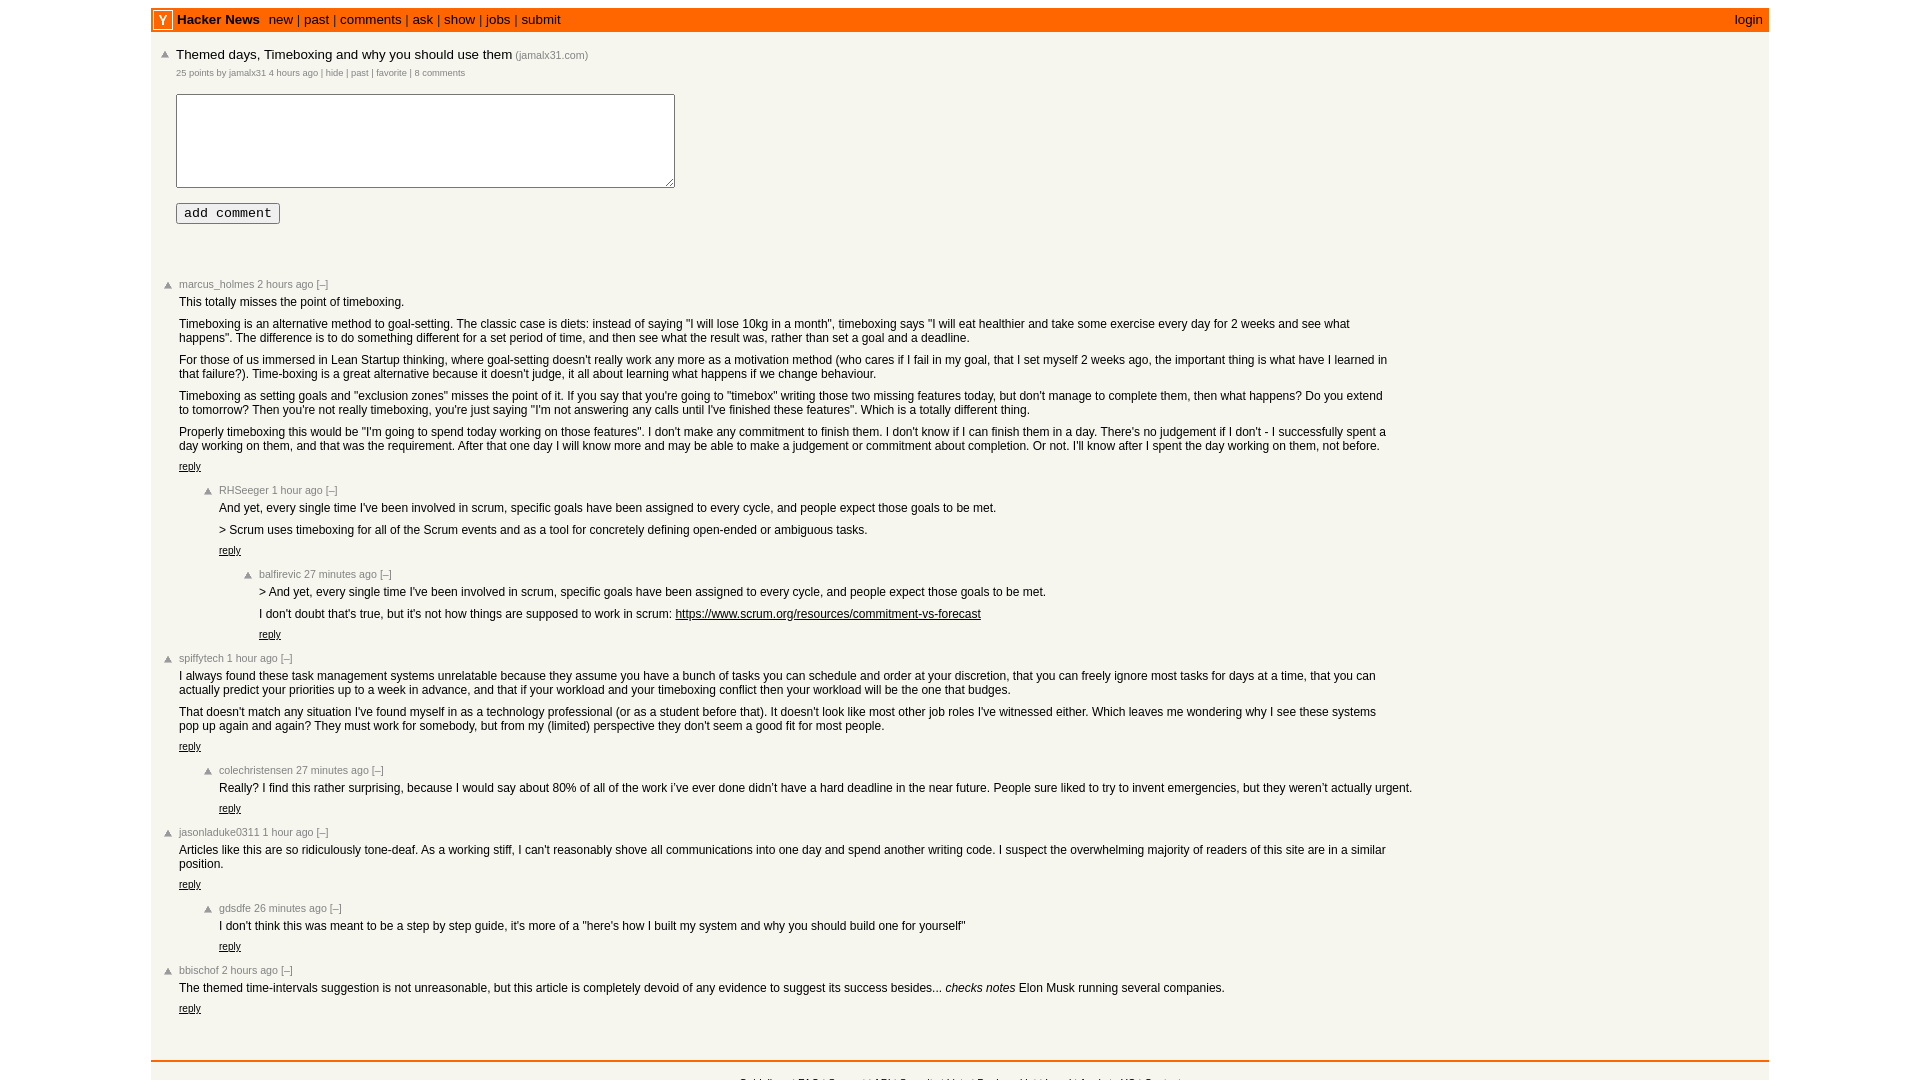 Y Hacker News new | past | comments | ask | show | jobs | submit login
Themed days, Timeboxing and why you should use them (jamalx31.com)
25 points by jamalx31 4 hours ago | hide | past | favorite | 8 comments
add comment
marcus_holmes 2 hours ago [–]
This totally misses the point of timeboxing.
Timeboxing is an alternative method to goal-setting. The classic case is diets: instead of saying "I will lose 10kg in a month", timeboxing says "I will eat healthier and take some exercise every day for 2 weeks and see what
happens". The difference is to do something different for a set period of time, and then see what the result was, rather than set a goal and a deadline.
For those of us immersed in Lean Startup thinking, where goal-setting doesn't really work any more as a motivation method (who cares if I fail in my goal, that I set myself 2 weeks ago, the important thing is what have I learned in
that failure?). Time-boxing is a great alternative because it doesn't judge, it all about learning what happens if we change behaviour.
Timeboxing as setting goals and "exclusion zones" misses the point of it. If you say that you're going to "timebox" writing those two missing features today, but don't manage to complete them, then what happens? Do you extend
to tomorrow? Then you're not really timeboxing, you're just saying "I'm not answering any calls until I've finished these features". Which is a totally different thing.
Properly timeboxing this would be "I'm going to spend today working on those features". I don't make any commitment to finish them. I don't know if I can finish them in a day. There's no judgement if I don't - I successfully spent a
day working on them, and that was the requirement. After that one day I will know more and may be able to make a judgement or commitment about completion. Or not. I'll know after I spent the day working on them, not before.
reply
RHSeeger 1 hour ago [–]
And yet, every single time I've been involved in scrum, specific goals have been assigned to every cycle, and people expect those goals to be met.
> Scrum uses timeboxing for all of the Scrum events and as a tool for concretely defining open-ended or ambiguous tasks.
reply
balfirevic 27 minutes ago [–]
> And yet, every single time I've been involved in scrum, specific goals have been assigned to every cycle, and people expect those goals to be met.
I don't doubt that's true, but it's not how things are supposed to work in scrum: https://www.scrum.org/resources/commitment-vs-forecast
reply
spiffytech 1 hour ago [–]
I always found these task management systems unrelatable because they assume you have a bunch of tasks you can schedule and order at your discretion, that you can freely ignore most tasks for days at a time, that you can
actually predict your priorities up to a week in advance, and that if your workload and your timeboxing conflict then your workload will be the one that budges.
That doesn't match any situation I've found myself in as a technology professional (or as a student before that). It doesn't look like most other job roles I've witnessed either. Which leaves me wondering why I see these systems
pop up again and again? They must work for somebody, but from my (limited) perspective they don't seem a good fit for most people.
reply
colechristensen 27 minutes ago [–]
Really? I find this rather surprising, because I would say about 80% of all of the work i’ve ever done didn’t have a hard deadline in the near future. People sure liked to try to invent emergencies, but they weren’t actually urgent.
reply
jasonladuke0311 1 hour ago [–]
Articles like this are so ridiculously tone-deaf. As a working stiff, I can't reasonably shove all communications into one day and spend another writing code. I suspect the overwhelming majority of readers of this site are in a similar
position.
reply
gdsdfe 26 minutes ago [–]
I don't think this was meant to be a step by step guide, it's more of a "here's how I built my system and why you should build one for yourself"
reply
bbischof 2 hours ago [–]
The themed time-intervals suggestion is not unreasonable, but this article is completely devoid of any evidence to suggest its success besides... checks notes Elon Musk running several companies.
reply